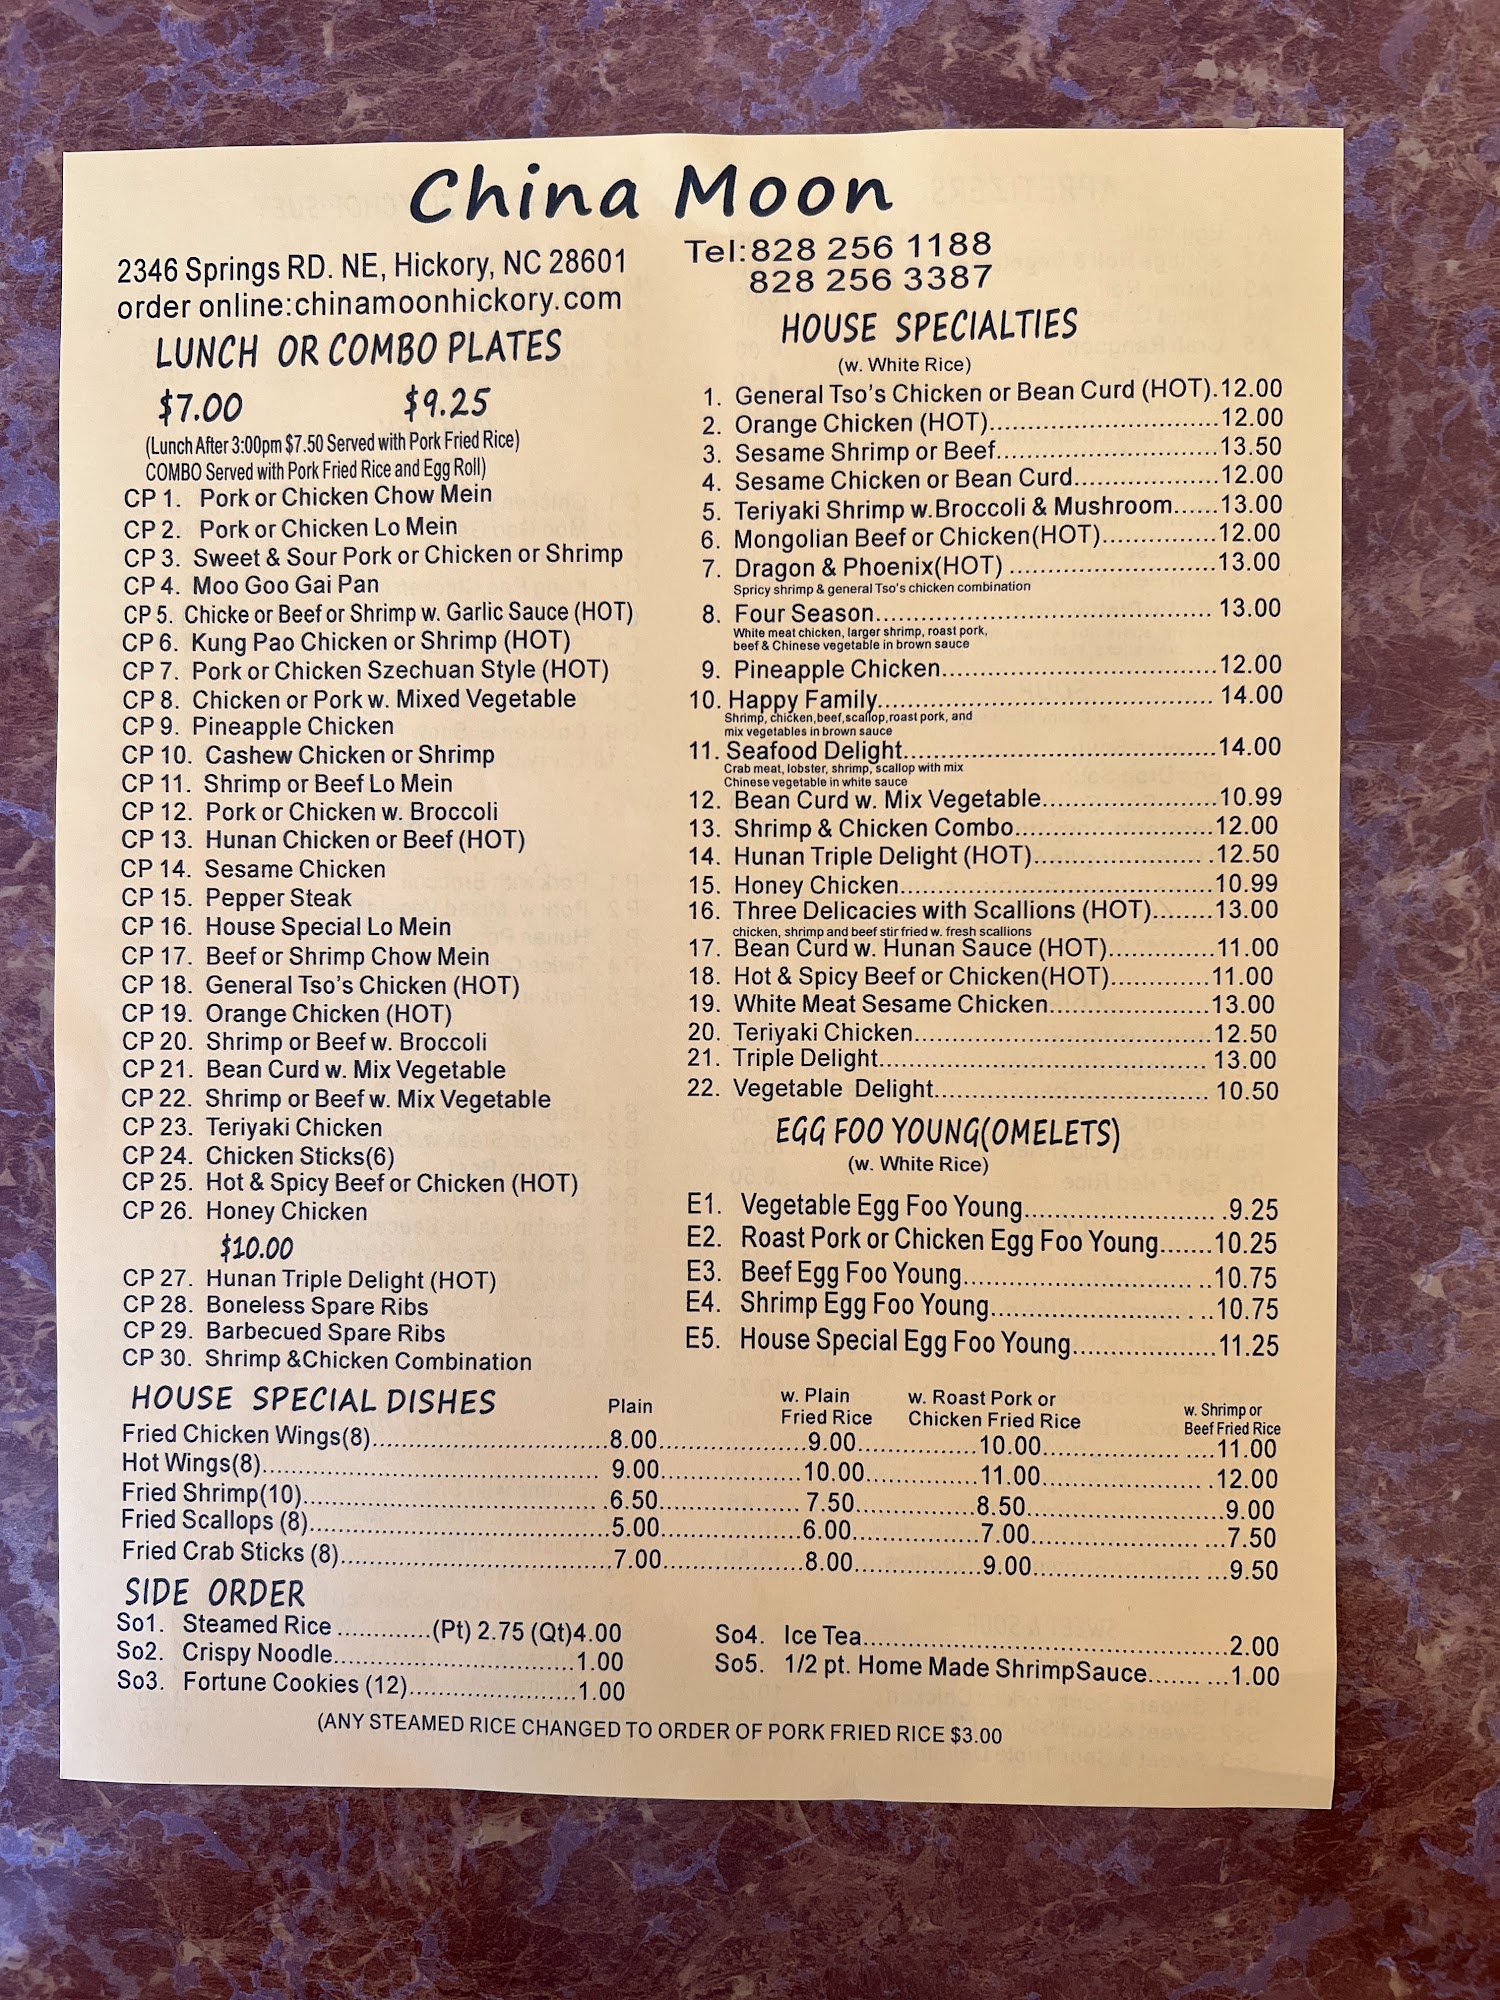 China Moon
2346 Springs RD. NE, Hickory, NC 28601
order online:chinamoonhickory.com
Tel:828 256 1188
828 256 3387
LUNCH OR COMBO PLATES
$7.00 $9.25
(Lunch After 3:00pm $7.50 Served with Pork Fried Rice)
COMBO Served with Pork Fried Rice and Egg Roll)
CP 1. Pork or Chicken Chow Mein
CP 2. Pork or Chicken Lo Mein
CP 3. Sweet & Sour Pork or Chicken or Shrimp
CP 4. Moo Goo Gai Pan
CP 5. Chicke or Beef or Shrimp w. Garlic Sauce (HOT)
CP 6. Kung Pao Chicken or Shrimp (HOT)
CP 7. Pork or Chicken Szechuan Style (HOT)
CP 8. Chicken or Pork w. Mixed Vegetable
CP 9. Pineapple Chicken
CP 10. Cashew Chicken or Shrimp
CP 11. Shrimp or Beef Lo Mein
CP 12. Pork or Chicken w. Broccoli
CP 13. Hunan Chicken or Beef (HOT)
CP 14. Sesame Chicken
CP 15. Pepper Steak
CP 16. House Special Lo Mein
CP 17. Beef or Shrimp Chow Mein
CP 18. General Tso's Chicken (HOT)
CP 19. Orange Chicken (HOT)
CP 20. Shrimp or Beef w. Broccoli
CP 21. Bean Curd w. Mix Vegetable
CP 22. Shrimp or Beef w. Mix Vegetable
CP 23. Teriyaki Chicken
CP 24. Chicken Sticks(6)
CP 25. Hot & Spicy Beef or Chicken (HOT)
CP 26. Honey Chicken
$10.00
CP 27. Hunan Triple Delight (HOT)
CP 28. Boneless Spare Ribs
CP 29. Barbecued Spare Ribs
CP 30. Shrimp &Chicken Combination
HOUSE SPECIALTIES
(w. White Rice)
1. General Tso's Chicken or Bean Curd (HOT).12.00
2. Orange Chicken (HOT)..............................12.00
3. Sesame Shrimp or Beef.............................13.50
4. Sesame Chicken or Bean Curd...................12.00
5. Teriyaki Shrimp w.Broccoli & Mushroom......13.00
6. Mongolian Beef or Chicken(HOT)...............12.00
7. Dragon & Phoenix(HOT) ...........................13.00
Spricy shrimp & general Tso's chicken combination
8. Four Season............................................ 13.00
White meat chicken, larger shrimp, roast pork,
beef & Chinese vegetable in brown sauce
9. Pineapple Chicken....................................12.00
10. Happy Family............................................ 14.00
Shrimp, chicken,beef,scallop,roast pork, and
mix vegetables in brown sauce
11. Seafood Delight.........................................14.00
Crab meat, lobster, shrimp, scallop with mix
Chinese vegetable in white sauce
12. Bean Curd w. Mix Vegetable.......................10.99
13. Shrimp & Chicken Combo..........................12.00
14. Hunan Triple Delight (HOT)...................... .12.50
15. Honey Chicken.........................................10.99
16. Three Delicacies with Scallions (HOT)........13.00
chicken, shrimp and beef stir fried w. fresh scallions
17. Bean Curd w. Hunan Sauce (HOT)..............11.00
18. Hot & Spicy Beef or Chicken(HOT).............11.00
19. White Meat Sesame Chicken.....................13.00
20. Teriyaki Chicken.......................................12.50
21. Triple Delight........................................... 13.00
22. Vegetable Delight.................................... 10.50
EGG FOO YOUNG(OMELETS)
(w. White Rice)
E1. Vegetable Egg Foo Young......................... .9.25
E2. Roast Pork or Chicken Egg Foo Young.......10.25
E3. Beef Egg Foo Young.............................. ..10.75
E4. Shrimp Egg Foo Young......................... . ..10.75
E5. House Special Egg Foo Young...................11.25
HOUSE SPECIAL DISHES Plain w. Plain Fried Rice w. Roast Pork or Chicken Fried Rice w. Shrimp or Beef Fried Rice
Fried Chicken Wings(8)...............................8.00....................9.00................10.00......................11.00
Hot Wings(8)............................................. 9.00...................10.00...............11.00..................... .12.00
Fried Shrimp(10)........................................6.50................... 7.50................8.50......................9.00
Fried Scallops (8).......................................5.00...................6.00.................7.00......................7.50
Fried Crab Sticks (8)...................................7.00...................8.00.................9.00......................9.50
SIDE ORDER
So1. Steamed Rice .............(Pt) 2.75 (Qt)4.00
So2. Crispy Noodle.................................1.00
So3. Fortune Cookies (12).......................1.00
So4. Ice Tea.................................................2.00
So5. 1/2 pt. Home Made ShrimpSauce....... ...1.00
(ANY STEAMED RICE CHANGED TO ORDER OF PORK FRIED RICE $3.00